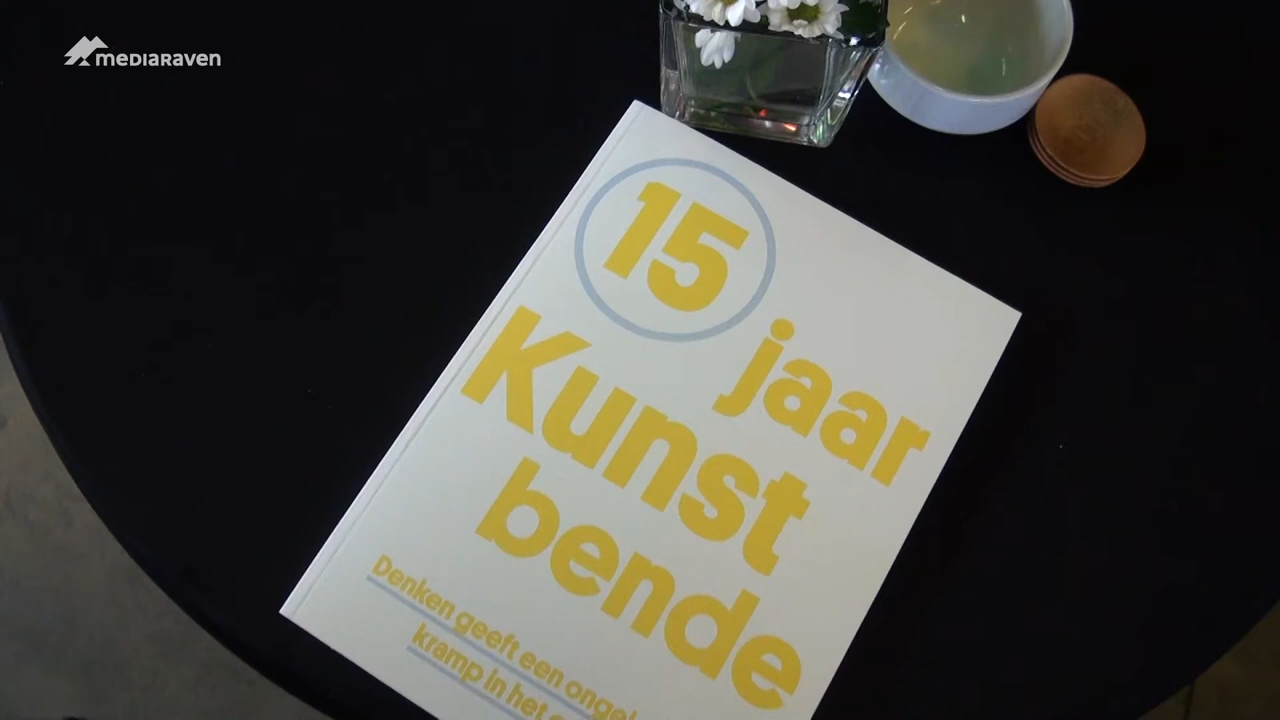 mediaraven
15
jaar
Kunst
bende
Denken geeft een
kramp in het